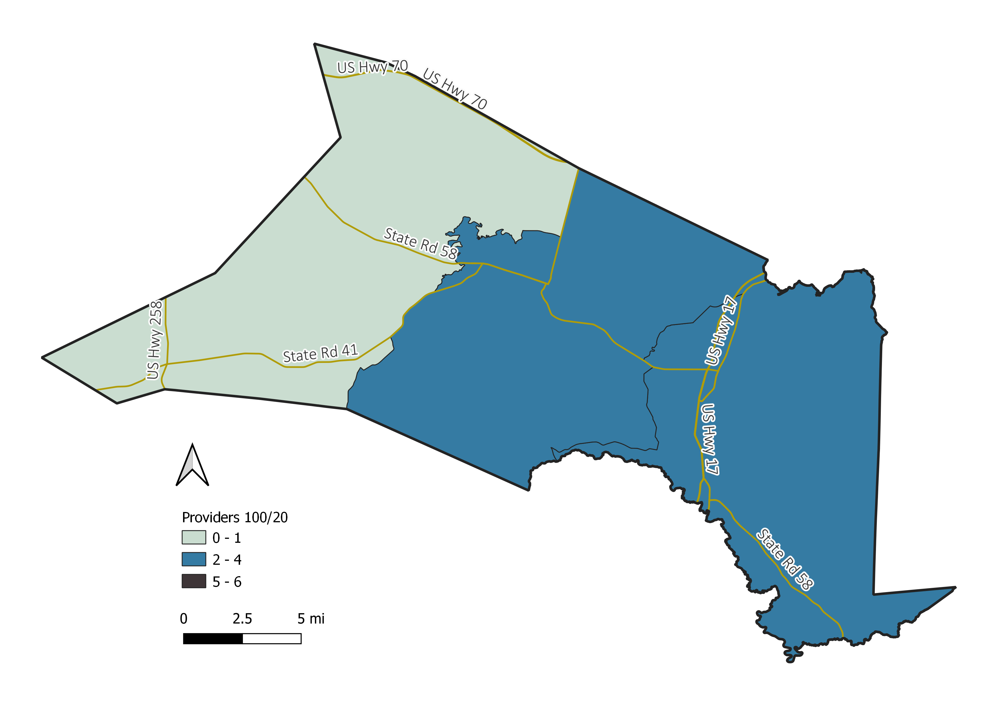 US Hwy 70
US Hwy 70
State Rd 58
US Hwy 258
State Rd 41
US Hwy 17
US Hwy 17
State Rd 58
Providers 100/20
0 - 1
2 - 4
5 - 6
0 2.5 5 mi